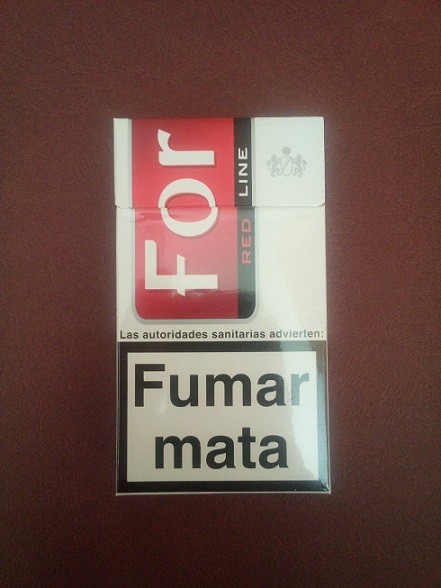 For
RED LINE
Las autoridades sanitarias advierten:
Fumar
mata